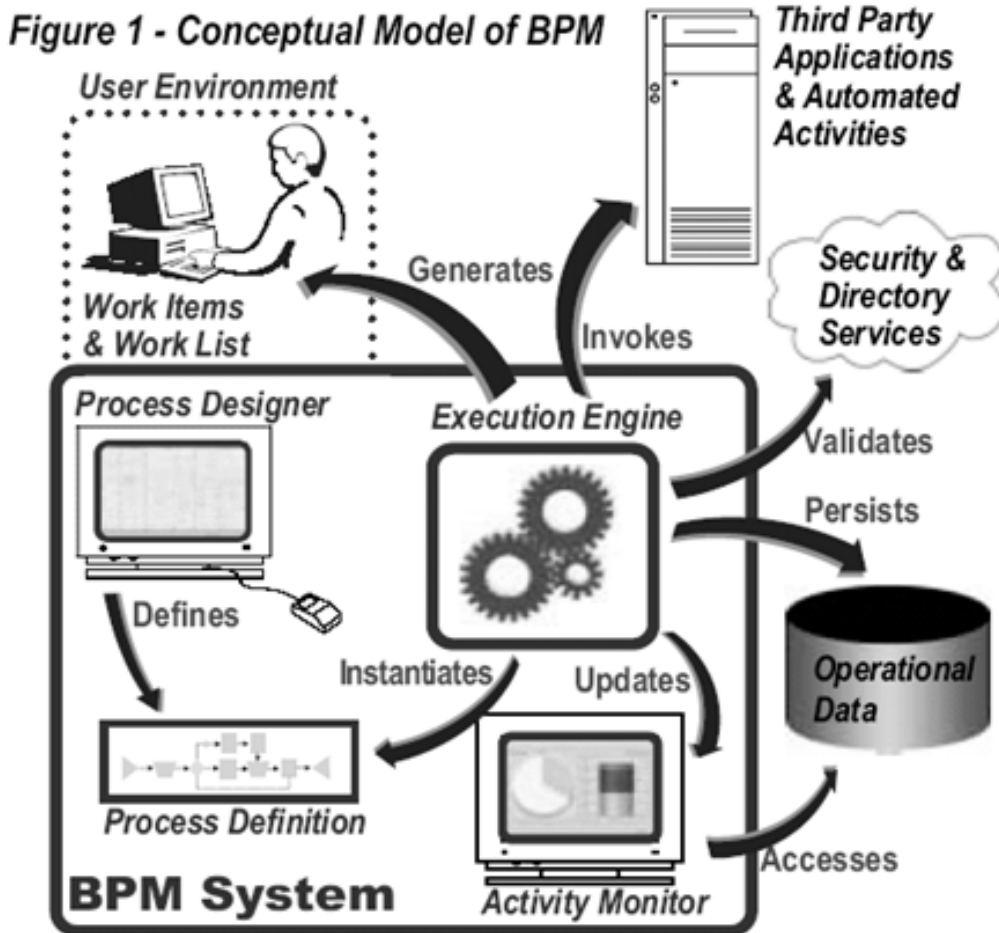 Figure 1 - Conceptual Model of BPM
Third Party
Applications
& Automated
Activities
User Environment
Generates
Invokes
Security &
Directory
Services
Work Items
& Work List
Process Designer
Execution Engine
Validates
Persists
Defines
Instantiates
Updates
Operational
Data
Process Definition
Accesses
BPM System
Activity Monitor